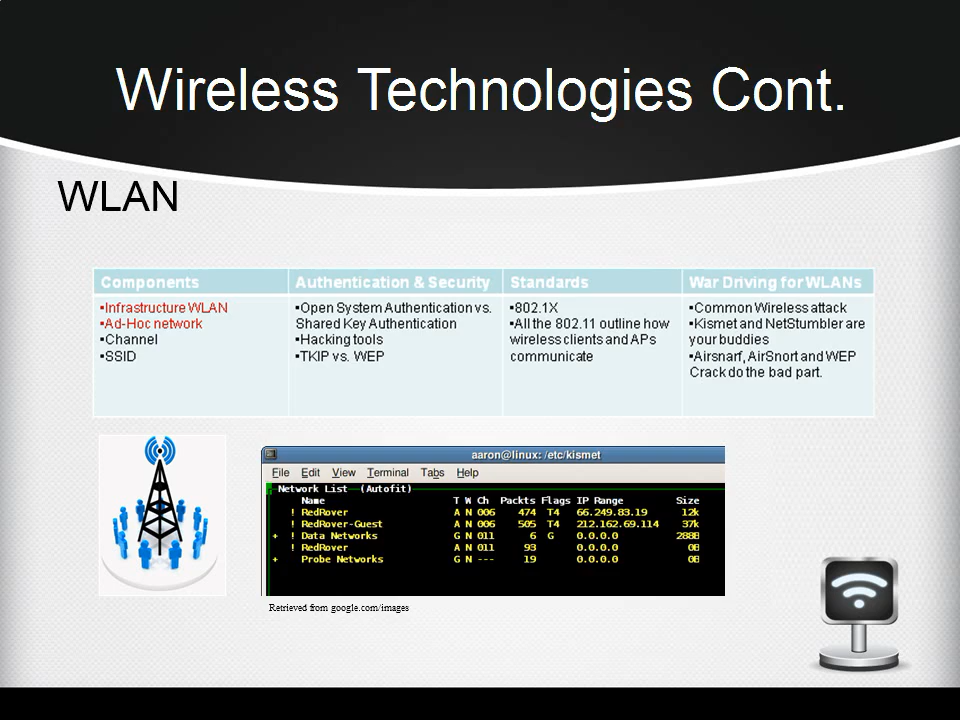 Wireless Technologies Cont.
WLAN
Components
▪Infrastructure WLAN
▪Ad-Hoc network
▪Channel
▪SSID
Authentication & Security
▪Open System Authentication vs.
Shared Key Authentication
▪Hacking tools
▪TKIP vs. WEP
Standards
▪802.1X
▪All the 802.11 outline how
wireless clients and APs
communicate
War Driving for WLANs
▪Common Wireless attack
▪Kismet and NetStumbler are
your buddies
▪Airsnarf, AirSnort and WEP
Crack do the bad part.
aaron@linux: /etc/kismet
File Edit View Terminal Tabs Help
Network List (Autofit)
Name T W Ch Packts Flags IP Range Size
! RedRover A N 006 474 T4 66.249.83.19 12k
! RedRover-Guest A N 006 505 T4 212.162.69.114 37k
+ ! Data Networks G N 011 6 G 0.0.0.0 288B
! RedRover A N 011 93 0.0.0.0 0B
+ Probe Networks G N --- 19 0.0.0.0 0B
Retrieved from google.com/images